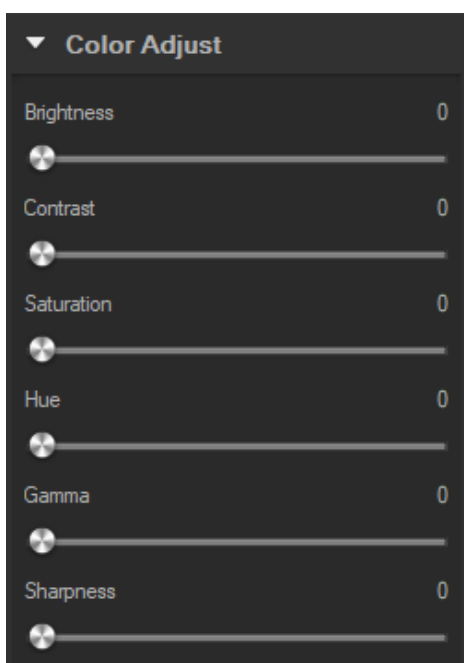 Color Adjust
Brightness 0
Contrast 0
Saturation 0
Hue 0
Gamma 0
Sharpness 0